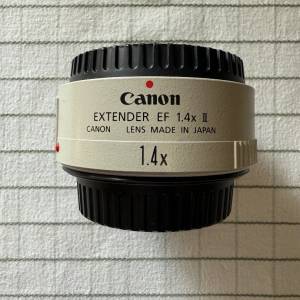 Canon
EXTENDER EF 1.4x II
CANON LENS MADE IN JAPAN
1.4x